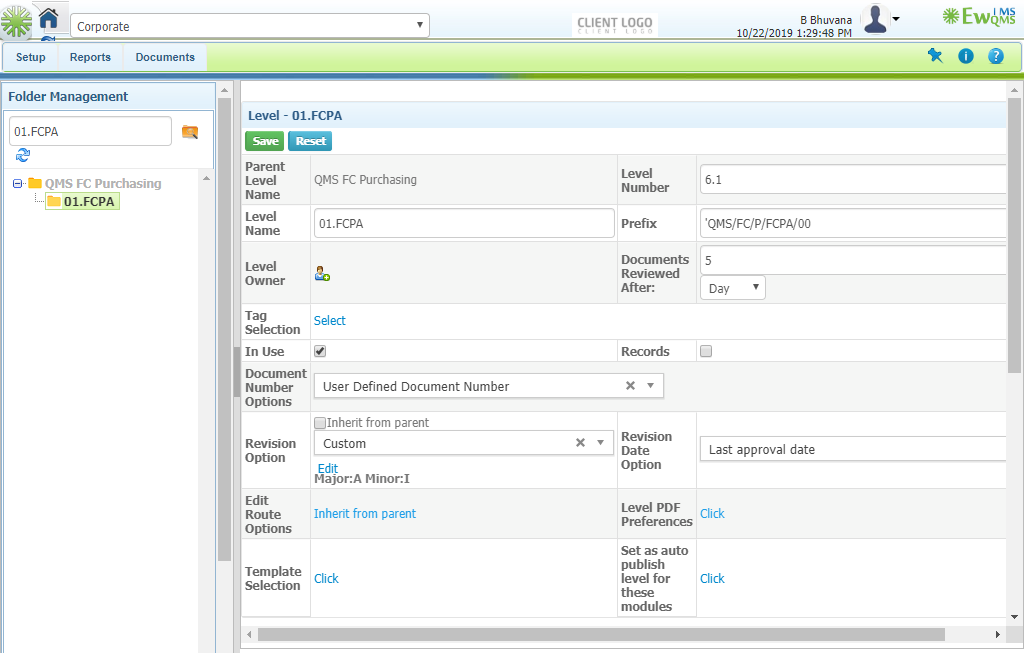 Corporate
CLIENT LOGO
CLIENT LOGO
B Bhuvana
10/22/2019 1:29:48 PM
EwQMS
LMS
Setup Reports Documents
Folder Management
01.FCPA
QMS FC Purchasing
01.FCPA
Level - 01.FCPA
Save Reset
Parent Level Name
QMS FC Purchasing
Level Number
6.1
Level Name
01.FCPA
Prefix
'QMS/FC/P/FCPA/00
Level Owner
Documents Reviewed After:
5
Day
Tag Selection
Select
In Use
Records
Document Number Options
User Defined Document Number
Revision Option
Inherit from parent
Custom
Edit
Major:A Minor:I
Revision Date Option
Last approval date
Edit Route Options
Inherit from parent
Level PDF Preferences
Click
Template Selection
Click
Set as auto publish level for these modules
Click